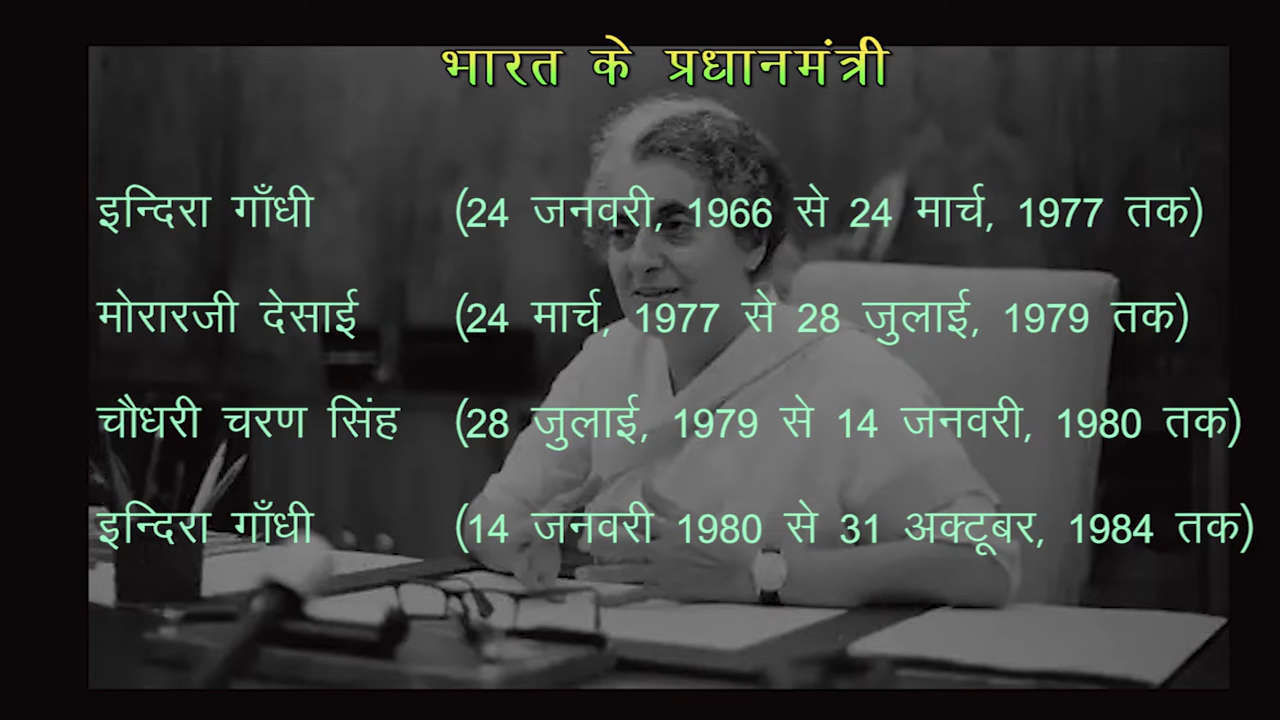 भारत के प्रधानमंत्री
इन्दिरा गाँधी (24 जनवरी, 1966 से 24 मार्च, 1977 तक)
मोरारजी देसाई (24 मार्च, 1977 से 28 जुलाई, 1979 तक)
चौधरी चरण सिंह (28 जुलाई, 1979 से 14 जनवरी, 1980 तक)
इन्दिरा गाँधी (14 जनवरी 1980 से 31 अक्टूबर, 1984 तक)